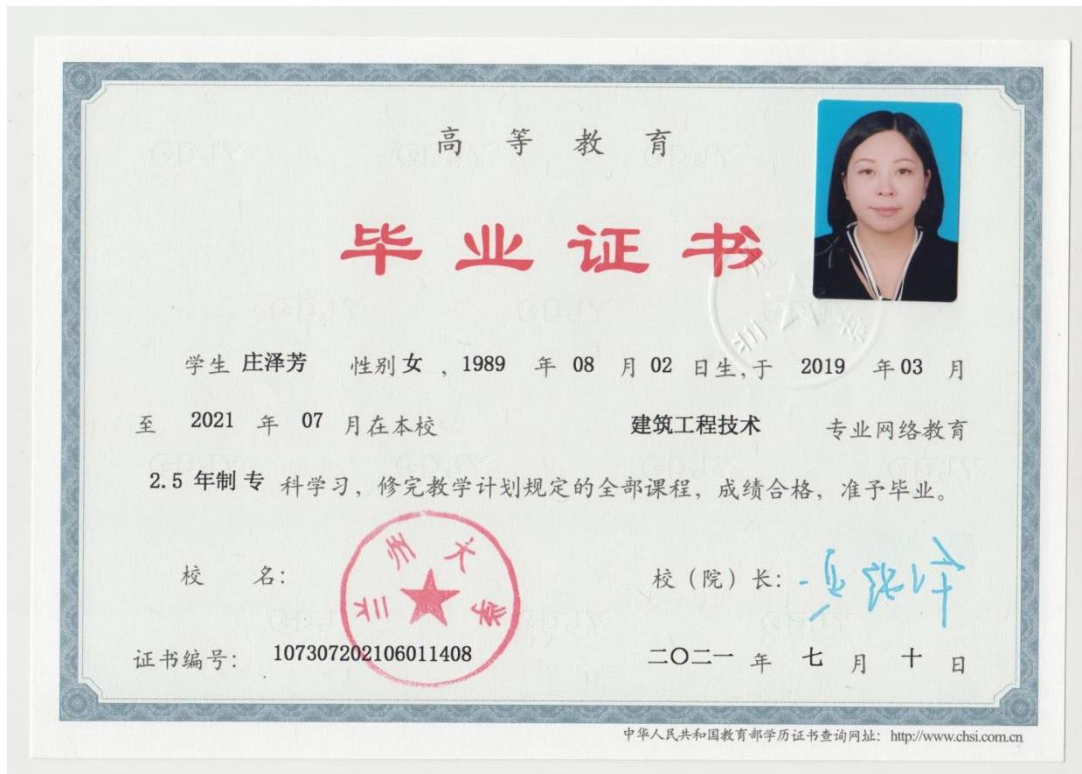 高等教育
毕业证书
学生 庄泽芳 性别 女 ，1989 年 08 月 02 日生，于 2019 年 03 月
至 2021 年 07 月在本校 建筑工程技术 专业网络教育
2.5 年制 专 科学习，修完教学计划规定的全部课程，成绩合格，准予毕业。
校 名： 兰州大学 校（院）长：
证书编号： 107307202106011408 二〇二一 年 七 月 十 日
中华人民共和国教育部学历证书查询网址： http://www.chsi.com.cn